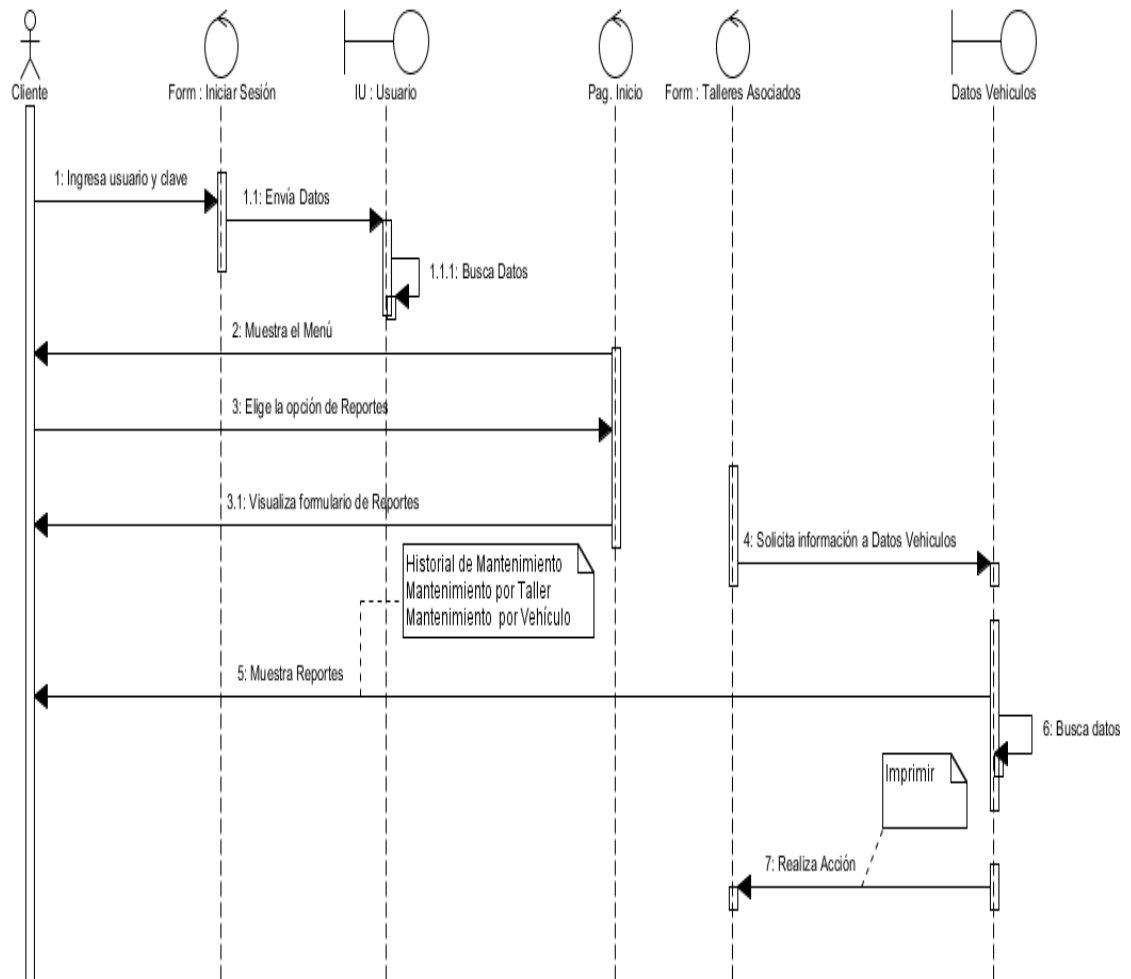 Cliente
Form : Iniciar Sesión
IU : Usuario
Pag. Inicio
Form : Talleres Asociados
Datos Vehiculos
1: Ingresa usuario y clave
1.1: Envía Datos
1.1.1: Busca Datos
2: Muestra el Menú
3: Elige la opción de Reportes
3.1: Visualiza formulario de Reportes
4: Solicita información a Datos Vehiculos
Historial de Mantenimiento
Mantenimiento por Taller
Mantenimiento por Vehículo
5: Muestra Reportes
6: Busca datos
Imprimir
7: Realiza Acción